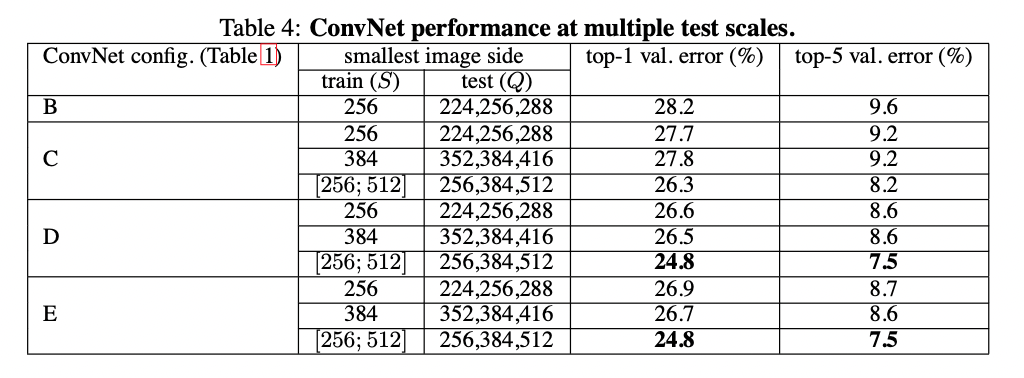 Table 4: ConvNet performance at multiple test scales.
ConvNet config. (Table 1) smallest image side top-1 val. error (%) top-5 val. error (%)
train (S) test (Q)
B 256 224,256,288 28.2 9.6
256 224,256,288 27.7 9.2
C 384 352,384,416 27.8 9.2
[256; 512] 256,384,512 26.3 8.2
256 224,256,288 26.6 8.6
D 384 352,384,416 26.5 8.6
[256; 512] 256,384,512 24.8 7.5
256 224,256,288 26.9 8.7
E 384 352,384,416 26.7 8.6
[256; 512] 256,384,512 24.8 7.5